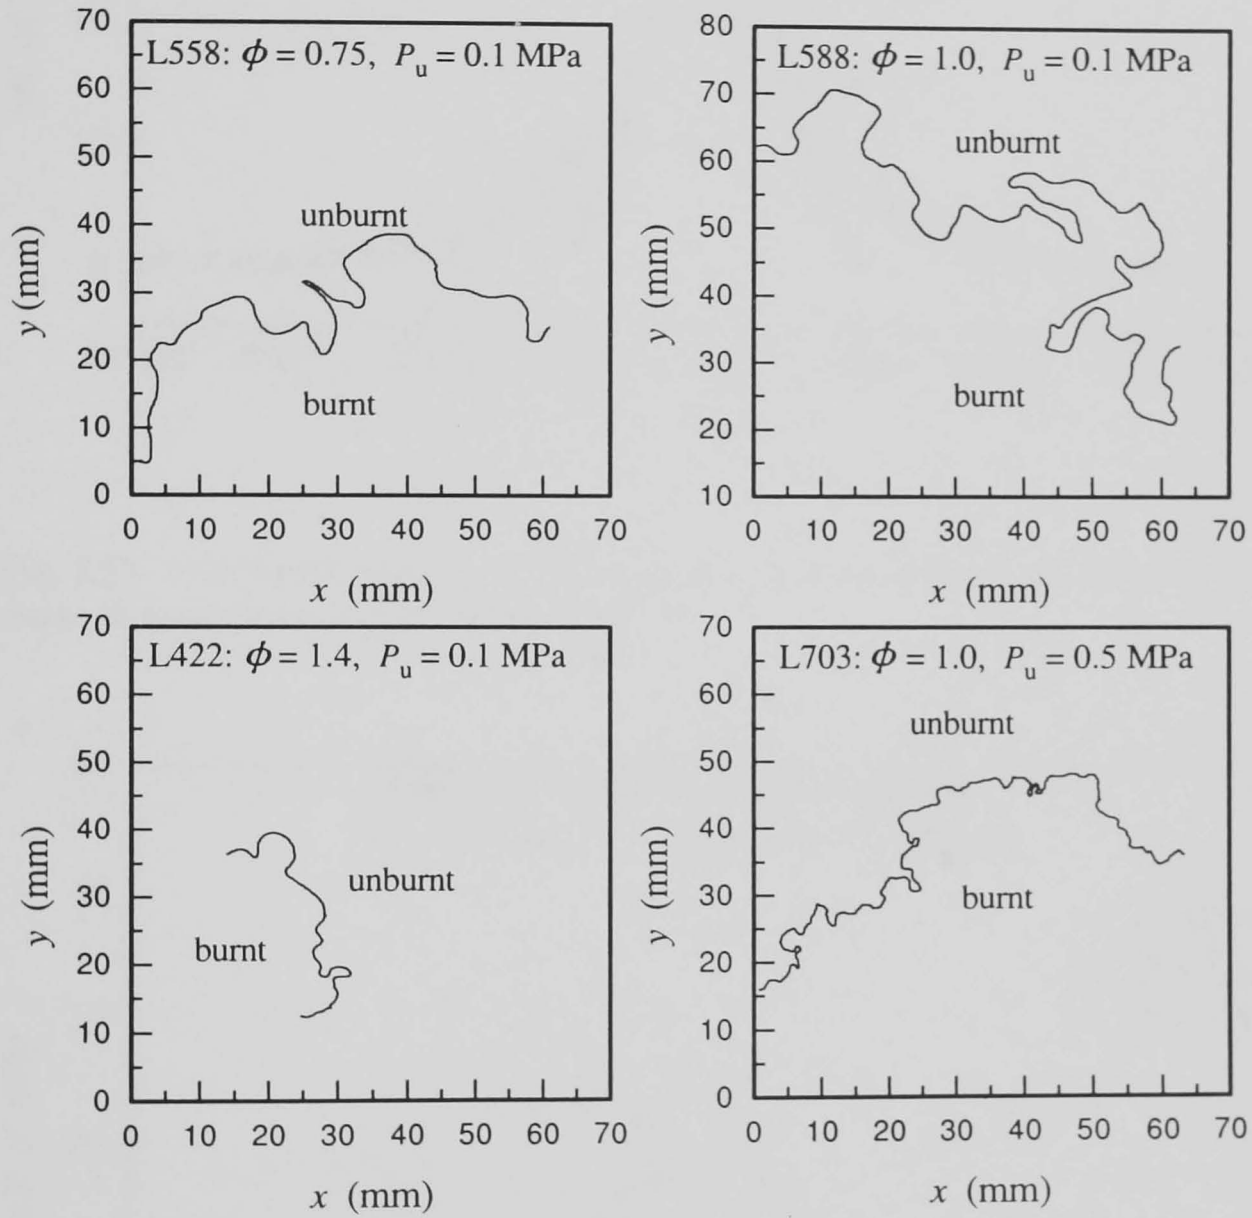 L558: ϕ = 0.75, Pu = 0.1 MPa
70
60
50
40
30
20
10
0
y (mm)
unburnt
burnt
0 10 20 30 40 50 60 70
x (mm)
L588: ϕ = 1.0, Pu = 0.1 MPa
80
70
60
50
40
30
20
10
y (mm)
unburnt
burnt
0 10 20 30 40 50 60 70
x (mm)
L422: ϕ = 1.4, Pu = 0.1 MPa
70
60
50
40
30
20
10
0
y (mm)
unburnt
burnt
0 10 20 30 40 50 60 70
x (mm)
L703: ϕ = 1.0, Pu = 0.5 MPa
70
60
50
40
30
20
10
0
y (mm)
unburnt
burnt
0 10 20 30 40 50 60 70
x (mm)